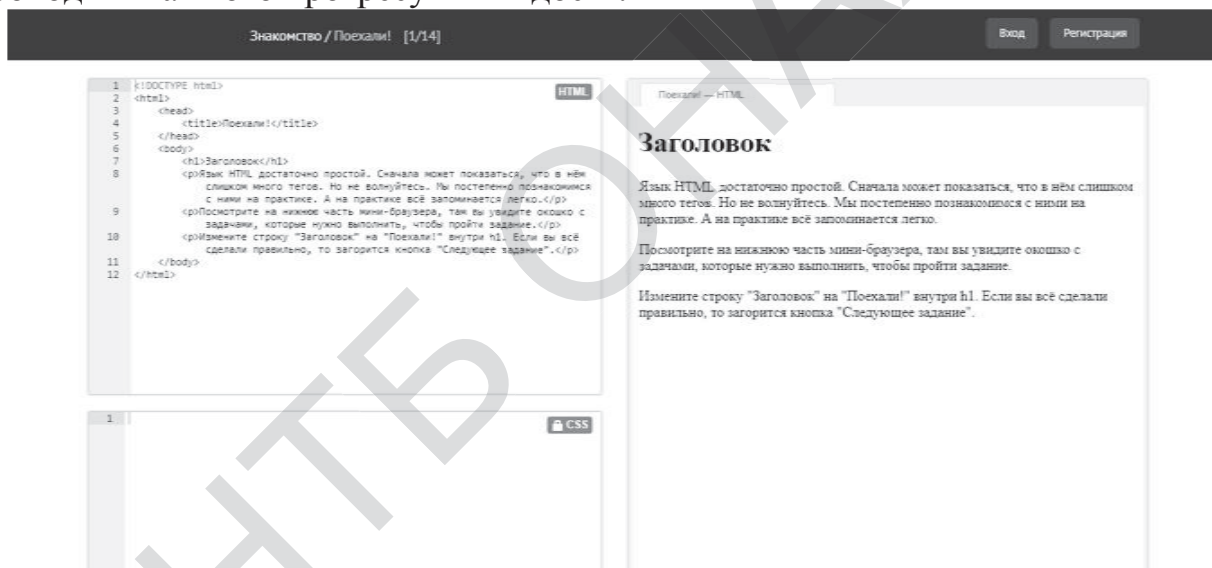 Знакомство / Поехали! [1/14]
Вход
Регистрация
HTML
1 <!DOCTYPE html>
2 <html>
3 <head>
4 <title>Поехали!</title>
5 </head>
6 <body>
7 <h1>Заголовок</h1>
8 <p>Язык HTML достаточно простой. Сначала может показаться, что в нём
слишком много тегов. Но не волнуйтесь. Мы постепенно познакомимся
с ними на практике. А на практике всё запоминается легко.</p>
9 <p>Посмотрите на нижнюю часть мини-браузера, там вы увидите окошко с
задачами, которые нужно выполнить, чтобы пройти задание.</p>
10 <p>Измените строку "Заголовок" на "Поехали!" внутри h1. Если вы всё
сделали правильно, то загорится кнопка "Следующее задание".</p>
11 </body>
12 </html>
1
CSS
Поехали! — HTML
Заголовок
Язык HTML достаточно простой. Сначала может показаться, что в нём слишком
много тегов. Но не волнуйтесь. Мы постепенно познакомимся с ними на
практике. А на практике всё запоминается легко.
Посмотрите на нижнюю часть мини-браузера, там вы увидите окошко с
задачами, которые нужно выполнить, чтобы пройти задание.
Измените строку "Заголовок" на "Поехали!" внутри h1. Если вы всё сделали
правильно, то загорится кнопка "Следующее задание".